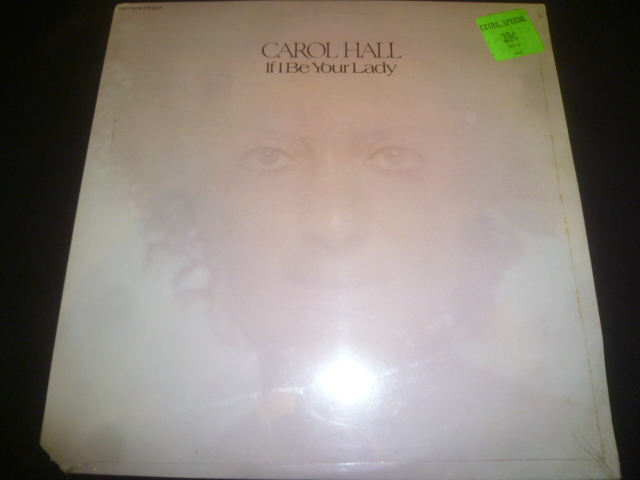 CAROL HALL
If I Be Your Lady
EXTRA SPECIAL